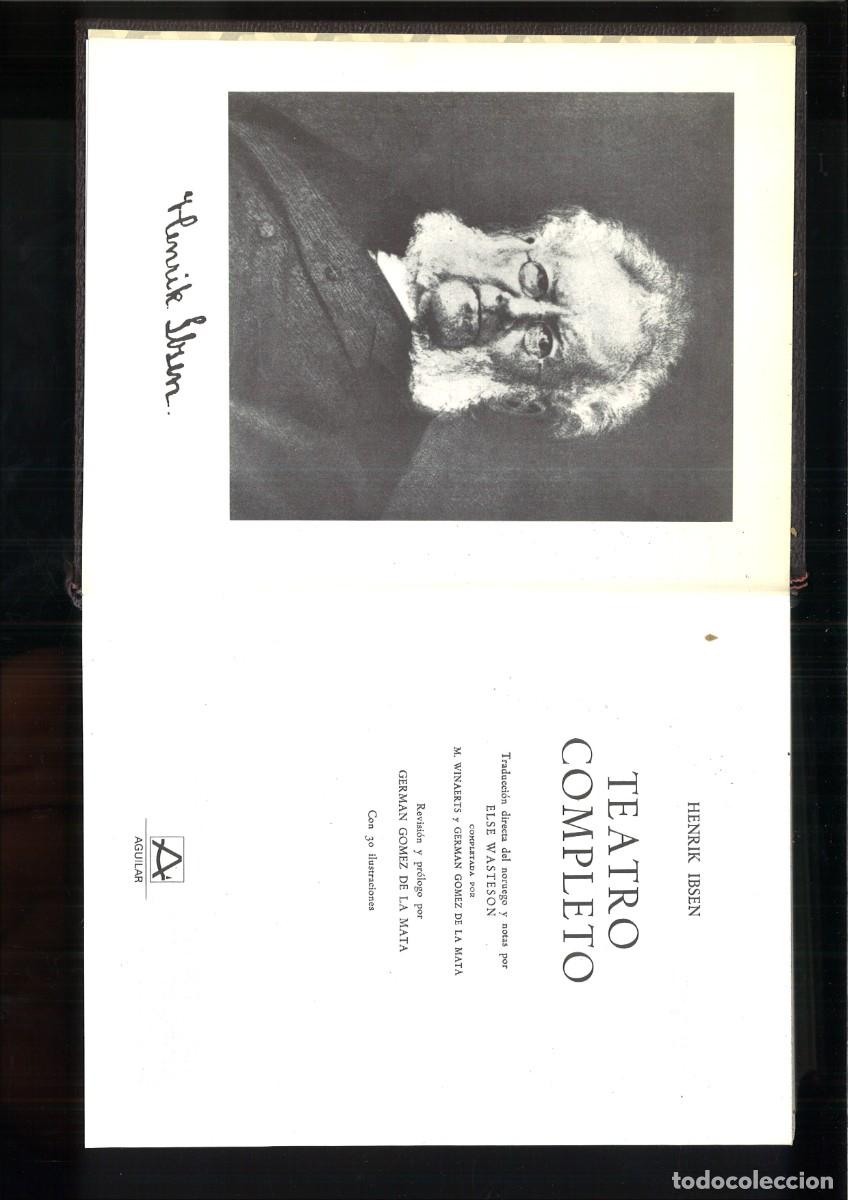 Henrik Ibsen.
HENRIK IBSEN
TEATRO
COMPLETO
Traducción directa del noruego y notas por
ELSE WASTESON
COMPLETADA POR
M. WINAERTS y GERMAN GOMEZ DE LA MATA
Revisión y prólogo por
GERMAN GOMEZ DE LA MATA
Con 30 ilustraciones
A
AGUILAR
todocoleccion